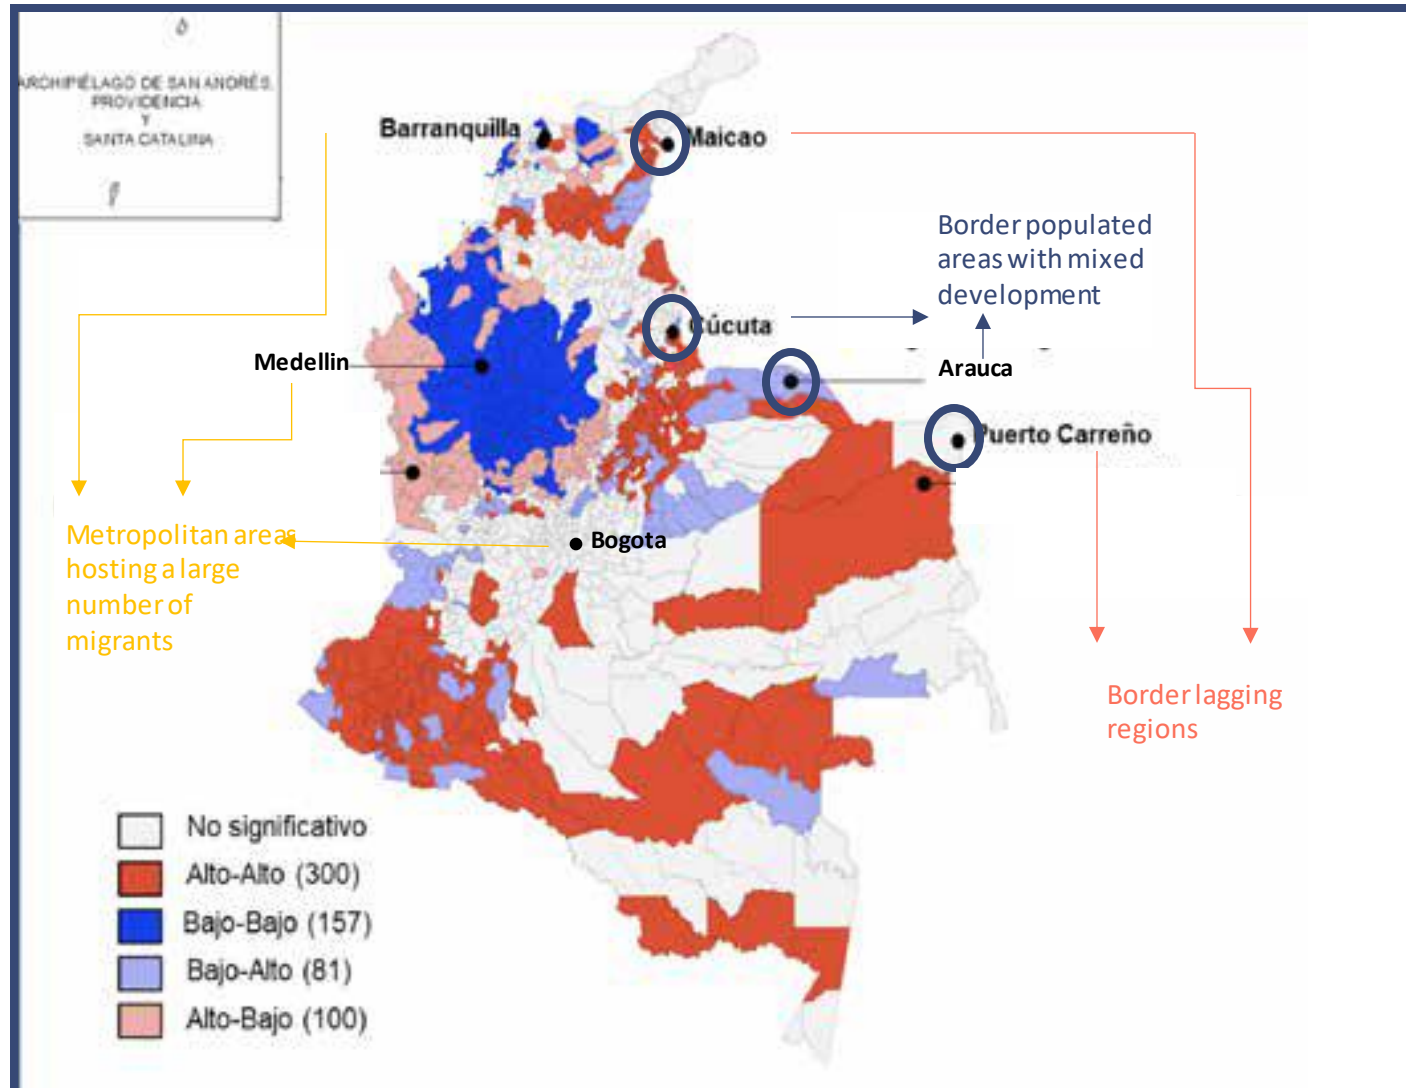 ARCHIPIÉLAGO DE SAN ANDRÉS,
PROVIDENCIA
Y
SANTA CATALINA
Barranquilla
Maicao
Border populated
areas with mixed
development
Cúcuta
Medellin
Arauca
Puerto Carreño
Metropolitan areas
hosting a large
number of
migrants
Bogota
Border lagging
regions
No significativo
Alto-Alto (300)
Bajo-Bajo (157)
Bajo-Alto (81)
Alto-Bajo (100)